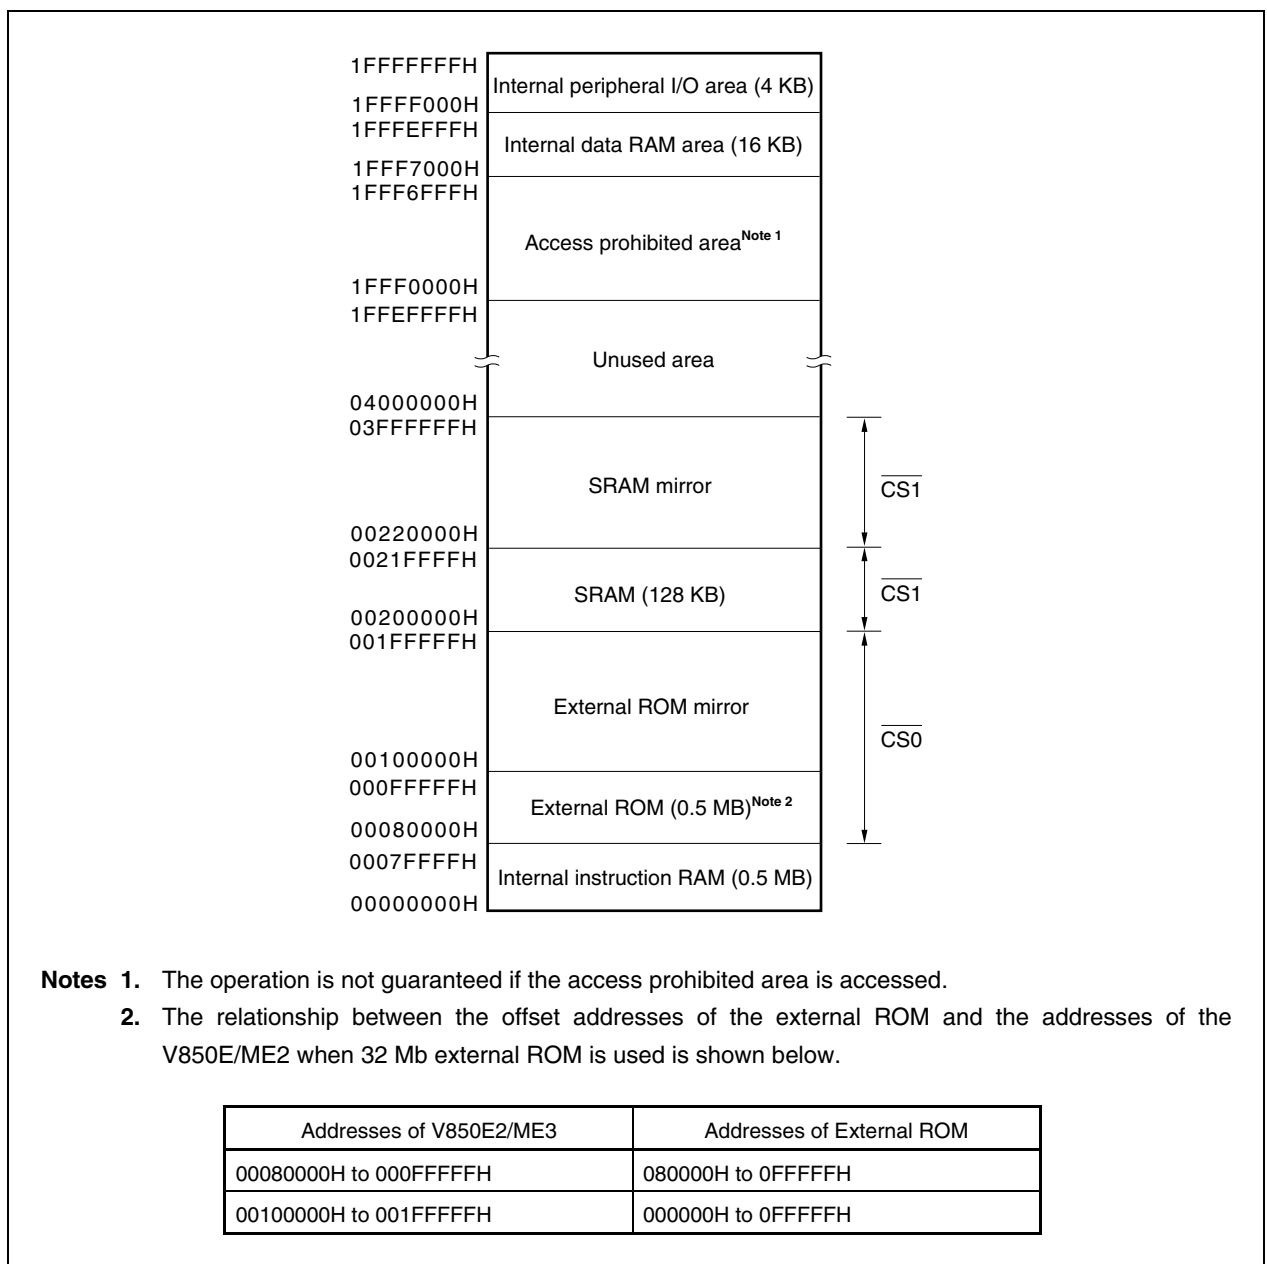 1FFFFFFFH
Internal peripheral I/O area (4 KB)
1FFFF000H
1FFFEFFFH
Internal data RAM area (16 KB)
1FFF7000H
1FFF6FFFH
Access prohibited areaNote 1
1FFF0000H
1FFEFFFFH
Unused area
04000000H
03FFFFFFH
SRAM mirror
CS1
00220000H
0021FFFFH
SRAM (128 KB)
CS1
00200000H
001FFFFFH
External ROM mirror
CS0
00100000H
000FFFFFH
External ROM (0.5 MB)Note 2
00080000H
0007FFFFH
Internal instruction RAM (0.5 MB)
00000000H
Notes 1. The operation is not guaranteed if the access prohibited area is accessed.
2. The relationship between the offset addresses of the external ROM and the addresses of the
V850E/ME2 when 32 Mb external ROM is used is shown below.
Addresses of V850E2/ME3 Addresses of External ROM
00080000H to 000FFFFFH 080000H to 0FFFFFH
00100000H to 001FFFFFH 000000H to 0FFFFFH